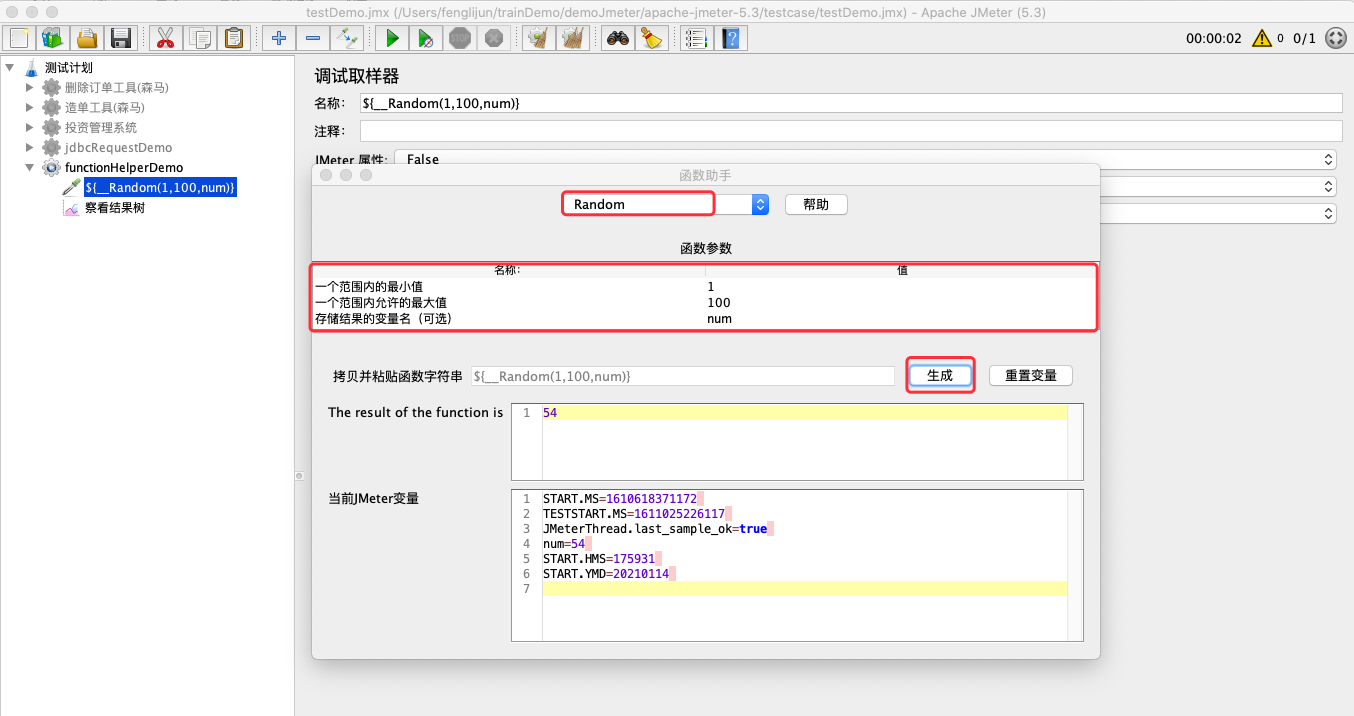 testDemo.jmx (/Users/fenglijun/trainDemo/demoJmeter/apache-jmeter-5.3/testcase/testDemo.jmx) - Apache JMeter (5.3)
00:00:02 0 0/1
测试计划
删除订单工具(森马)
造单工具(森马)
投资管理系统
jdbcRequestDemo
functionHelperDemo
${__Random(1,100,num)}
察看结果树
调试取样器
名称: ${__Random(1,100,num)}
注释:
JMeter 属性: False
函数助手
Random 帮助
函数参数
名称: 值
一个范围内的最小值 1
一个范围内允许的最大值 100
存储结果的变量名（可选） num
拷贝并粘贴函数字符串 ${__Random(1,100,num)} 生成 重置变量
The result of the function is 1 54
当前JMeter变量
1 START.MS=1610618371172
2 TESTSTART.MS=1611025226117
3 JMeterThread.last_sample_ok=true
4 num=54
5 START.HMS=175931
6 START.YMD=20210114
7